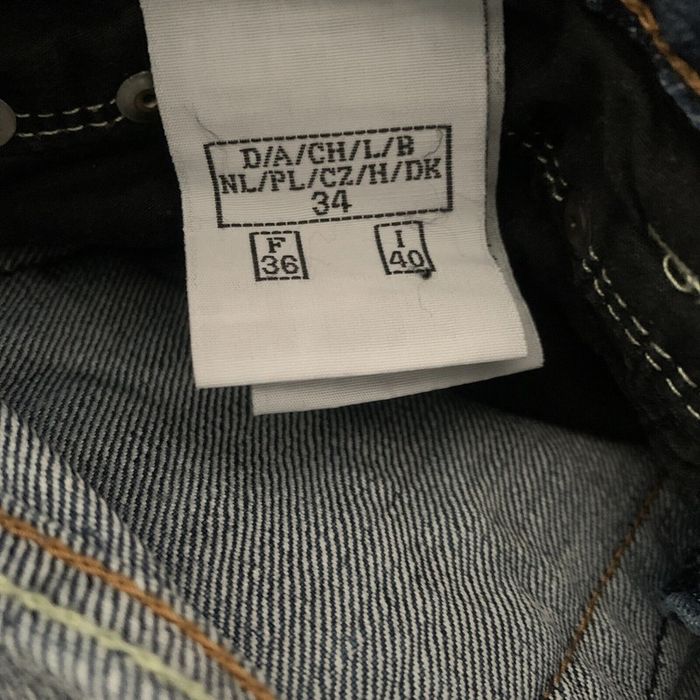 D/A/CH/L/B
NL/PL/CZ/H/DK
34
F I
36 40